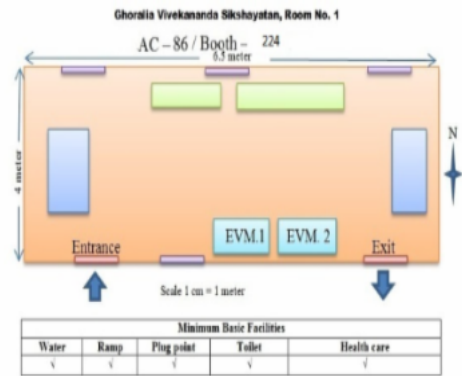 Ghoralia Vivekananda Sikshayatan, Room No. 1
AC – 86 / Booth – 224
6.5 meter
N
4 meter
EVM.1 EVM. 2
Entrance Exit
Scale 1 cm = 1 meter
Minimum Basic Facilities
Water Ramp Plug point Toilet Health care
√ √ √ √ √